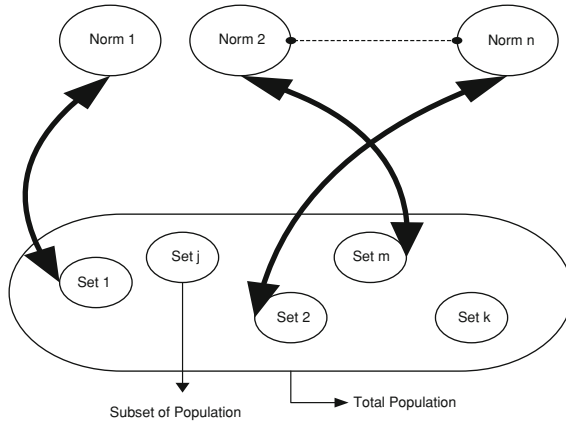 Norm 1
Norm 2
Norm n
Set 1
Set j
Set m
Set 2
Set k
Subset of Population
Total Population